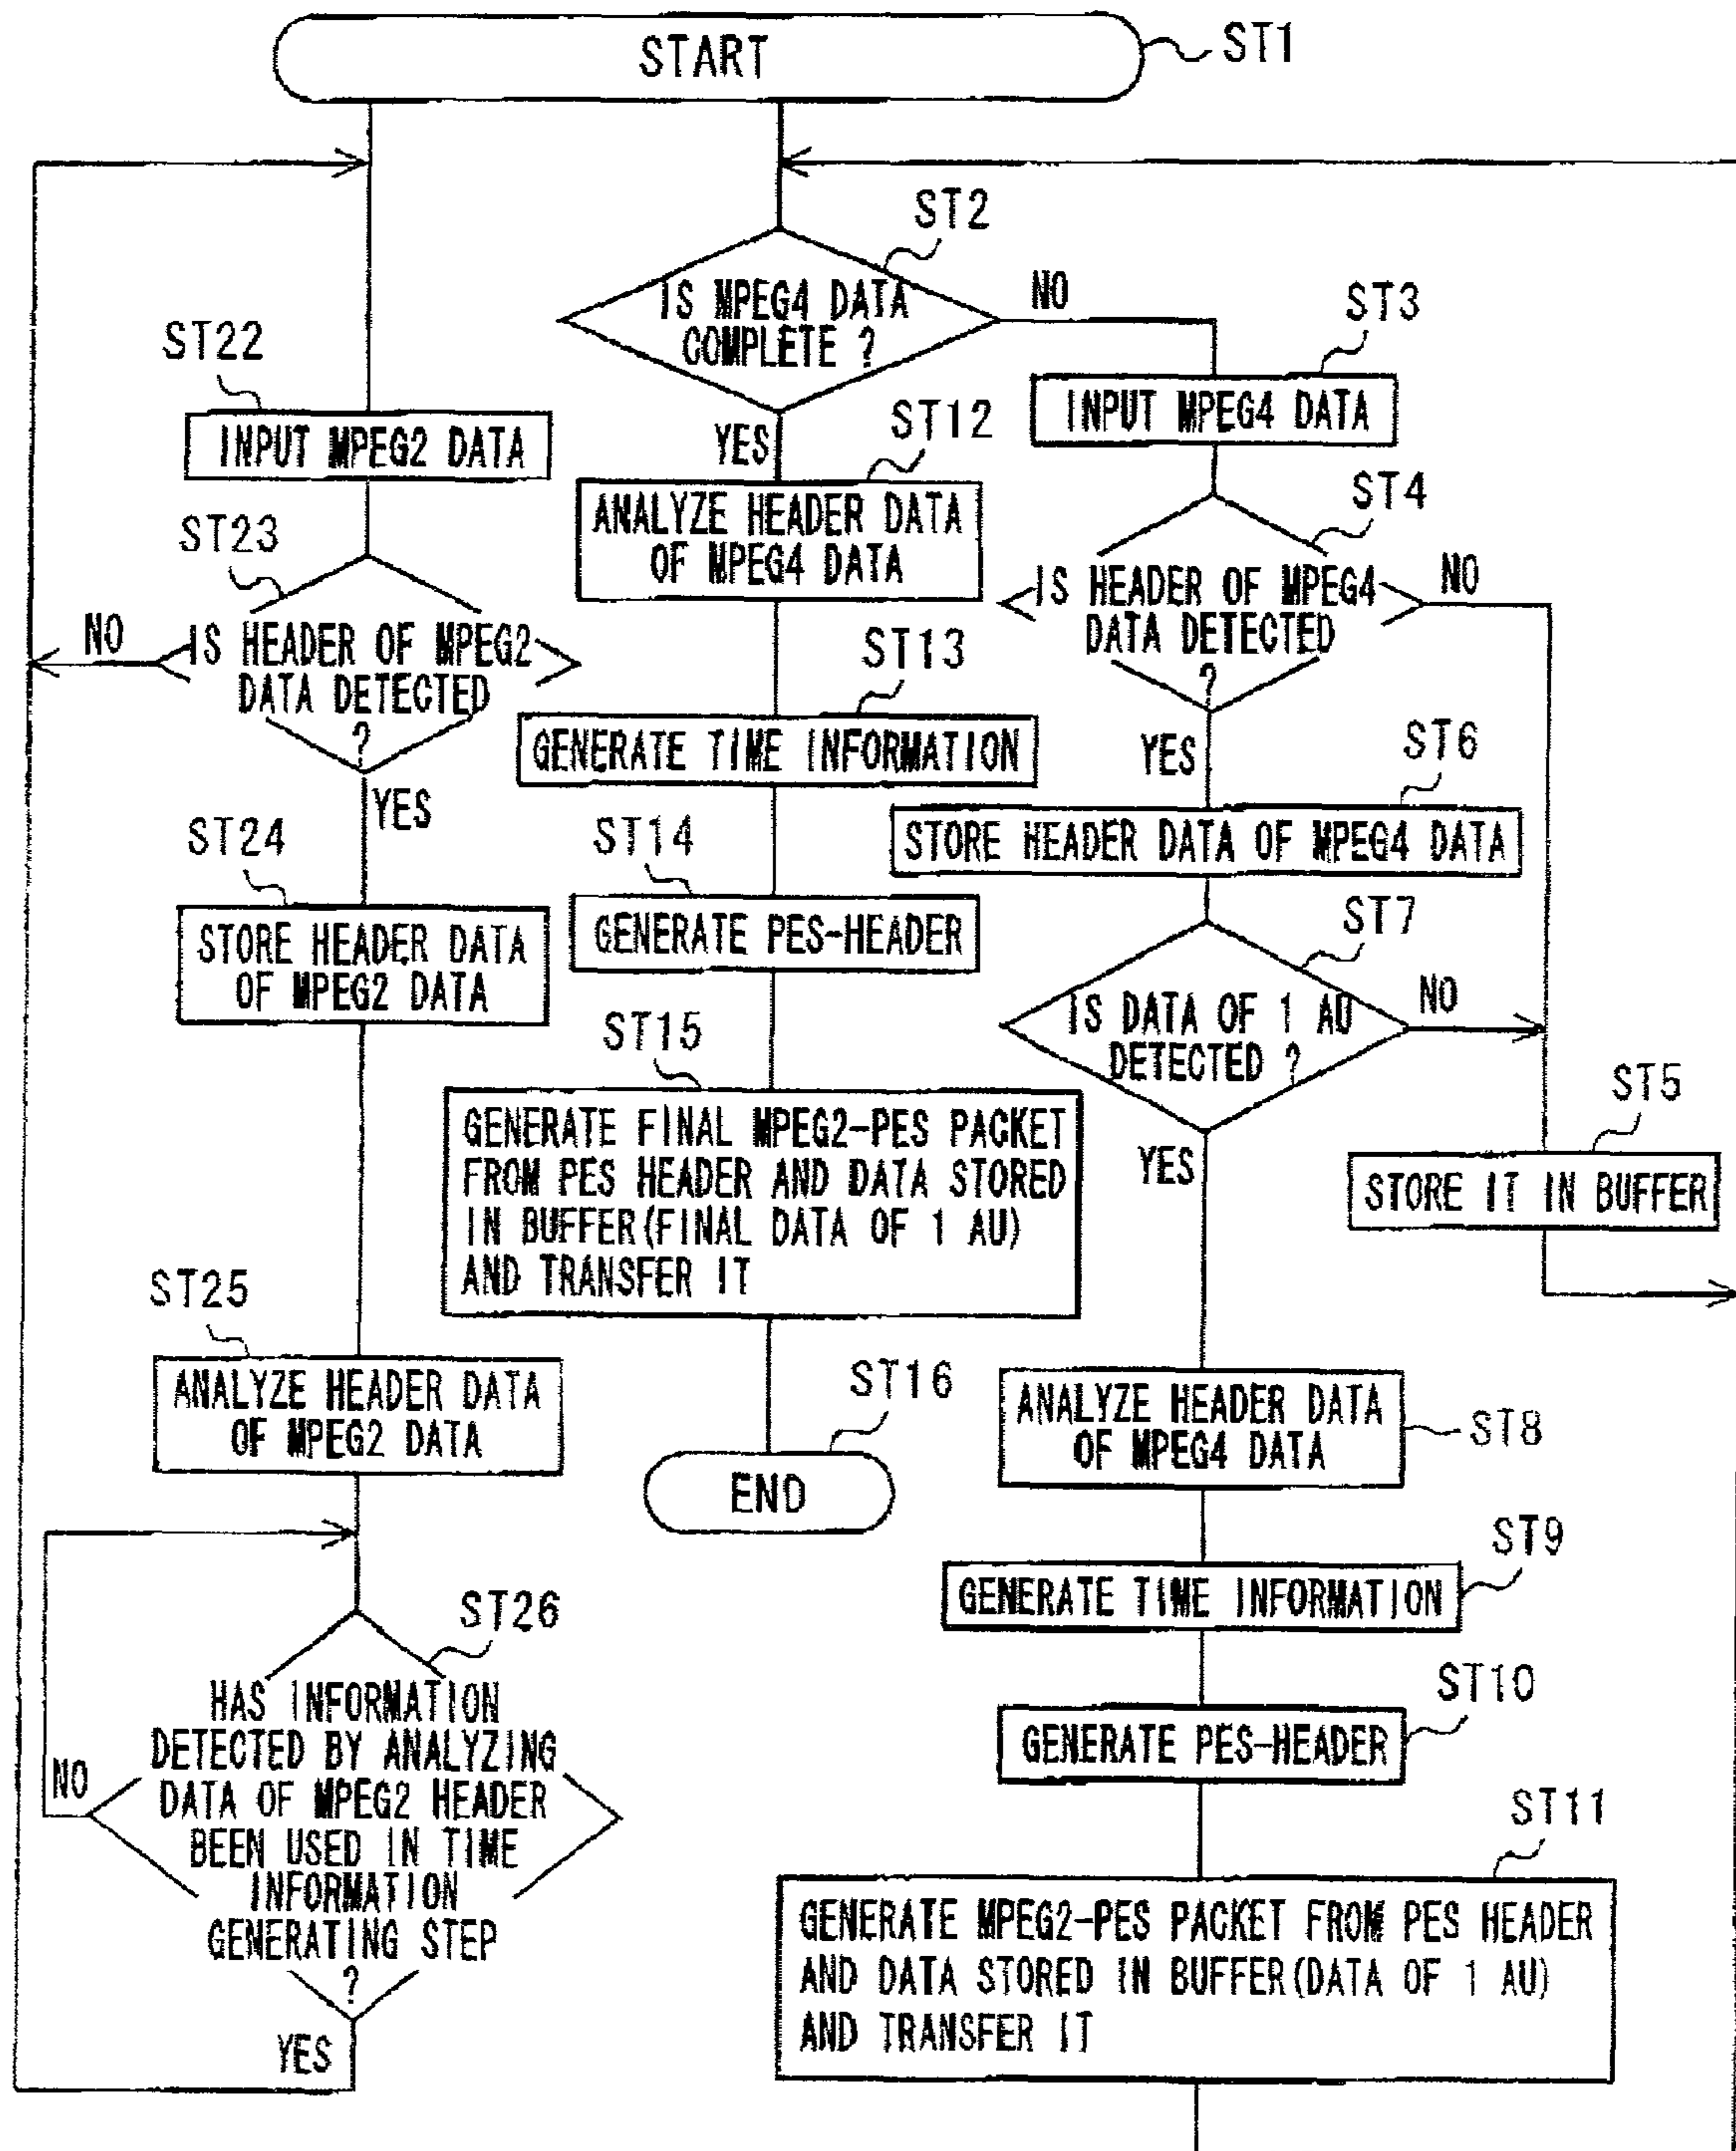 START
ST1
ST2
IS MPEG4 DATA
COMPLETE ?
NO
YES
ST3
INPUT MPEG4 DATA
ST22
INPUT MPEG2 DATA
ST12
ANALYZE HEADER DATA
OF MPEG4 DATA
ST4
IS HEADER OF MPEG4
DATA DETECTED
?
NO
YES
ST23
IS HEADER OF MPEG2
DATA DETECTED
?
NO
YES
ST13
GENERATE TIME INFORMATION
ST6
STORE HEADER DATA OF MPEG4 DATA
ST24
STORE HEADER DATA
OF MPEG2 DATA
ST14
GENERATE PES-HEADER
ST7
IS DATA OF 1 AU
DETECTED ?
NO
YES
ST15
GENERATE FINAL MPEG2-PES PACKET
FROM PES HEADER AND DATA STORED
IN BUFFER(FINAL DATA OF 1 AU)
AND TRANSFER IT
ST5
STORE IT IN BUFFER
ST25
ANALYZE HEADER DATA
OF MPEG2 DATA
ST16
END
ANALYZE HEADER DATA
OF MPEG4 DATA
ST8
ST9
GENERATE TIME INFORMATION
ST26
HAS INFORMATION
DETECTED BY ANALYZING
DATA OF MPEG2 HEADER
BEEN USED IN TIME
INFORMATION
GENERATING STEP
?
NO
YES
ST10
GENERATE PES-HEADER
ST11
GENERATE MPEG2-PES PACKET FROM PES HEADER
AND DATA STORED IN BUFFER(DATA OF 1 AU)
AND TRANSFER IT